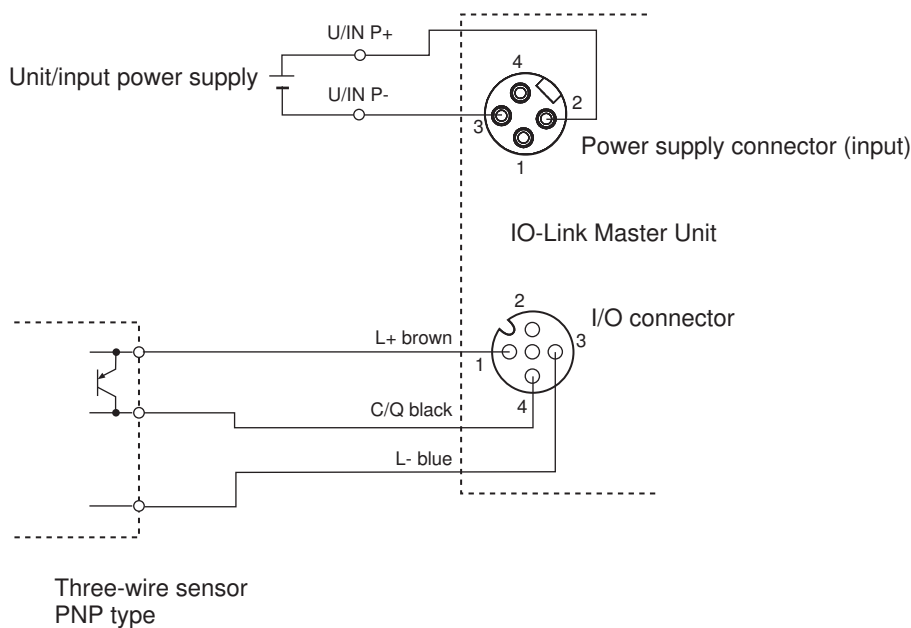 U/IN P+
Unit/input power supply
U/IN P-
4
2
3
1
Power supply connector (input)
IO-Link Master Unit
2
I/O connector
L+ brown
3
1
C/Q black
4
L- blue
Three-wire sensor
PNP type